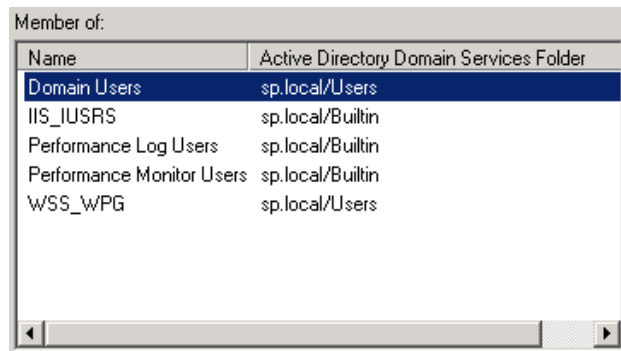 Member of:
Name Active Directory Domain Services Folder
Domain Users sp.local/Users
IIS_IUSRS sp.local/Builtin
Performance Log Users sp.local/Builtin
Performance Monitor Users sp.local/Builtin
WSS_WPG sp.local/Users